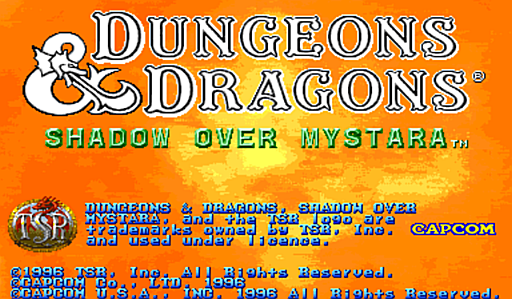 DUNGEONS
& DRAGONS®
SHADOW OVER MYSTARA™
TSR
DUNGEONS & DRAGONS, SHADOW OVER
MYSTARA, and the TSR logo are
trademarks owned by TSR, Inc.
and used under licence.
CAPCOM
©1996 TSR, Inc. All Rights Reserved.
©CAPCOM Co., LTD. 1996
©CAPCOM U.S.A., INC. 1996 All Rights Reserved.